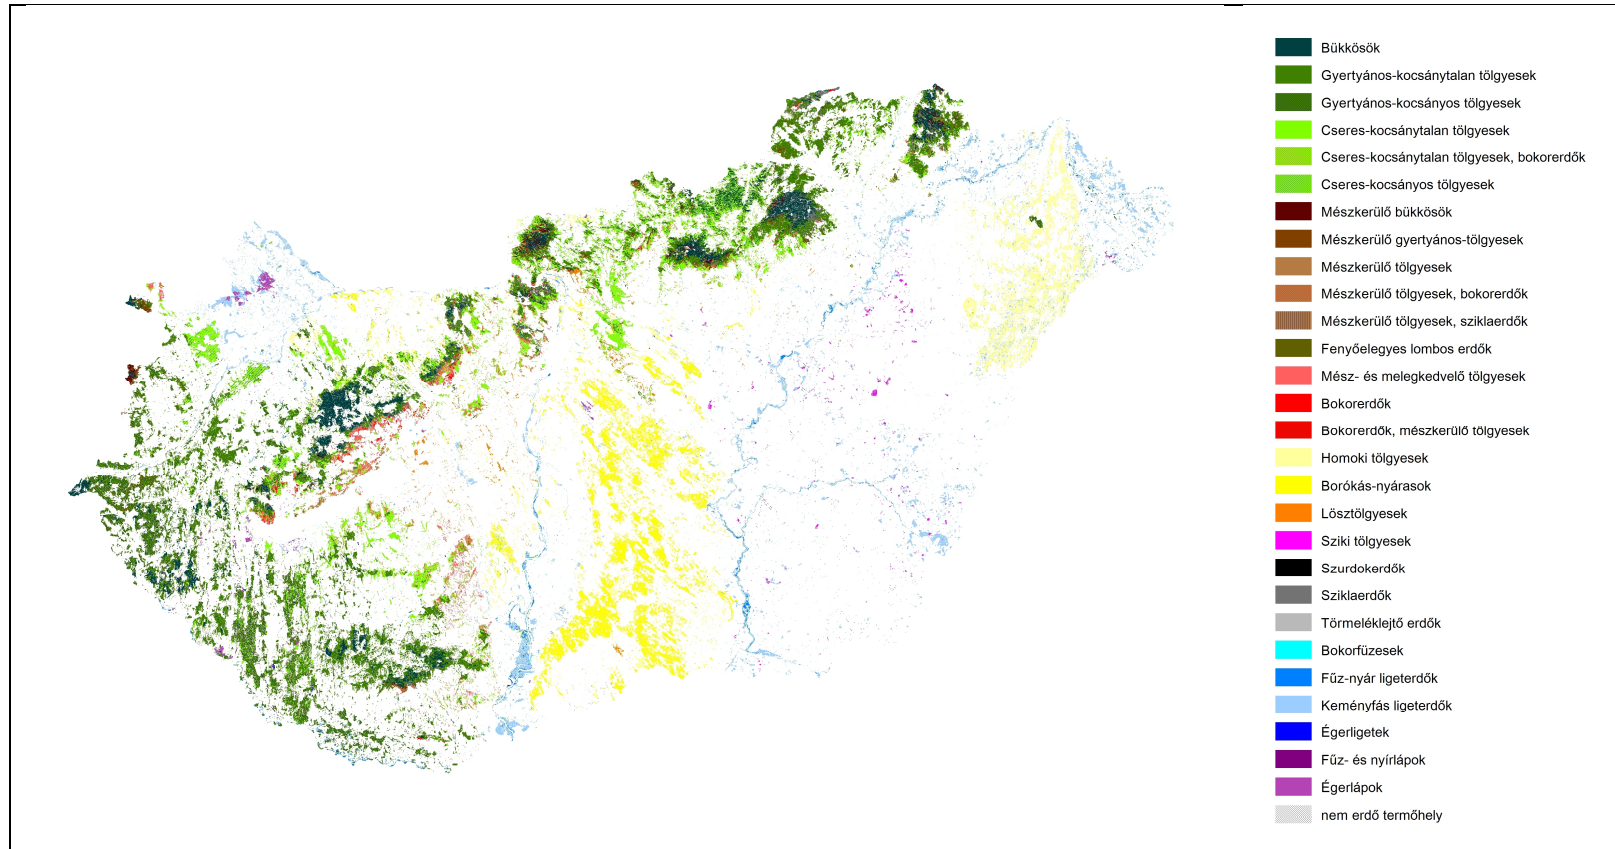 Bükkösök
Gyertyános-kocsánytalan tölgyesek
Gyertyános-kocsányos tölgyesek
Cseres-kocsánytalan tölgyesek
Cseres-kocsánytalan tölgyesek, bokorerdők
Cseres-kocsányos tölgyesek
Mészkerülő bükkösök
Mészkerülő gyertyános-tölgyesek
Mészkerülő tölgyesek
Mészkerülő tölgyesek, bokorerdők
Mészkerülő tölgyesek, sziklaerdők
Fenyőelegyes lombos erdők
Mész- és melegkedvelő tölgyesek
Bokorerdők
Bokorerdők, mészkerülő tölgyesek
Homoki tölgyesek
Borókás-nyárasok
Lösztölgyesek
Sziki tölgyesek
Szurdokerdők
Sziklaerdők
Törmeléklejtő erdők
Bokorfüzesek
Fűz-nyár ligeterdők
Keményfás ligeterdők
Égerligetek
Fűz- és nyírlápok
Égerlápok
nem erdő termőhely